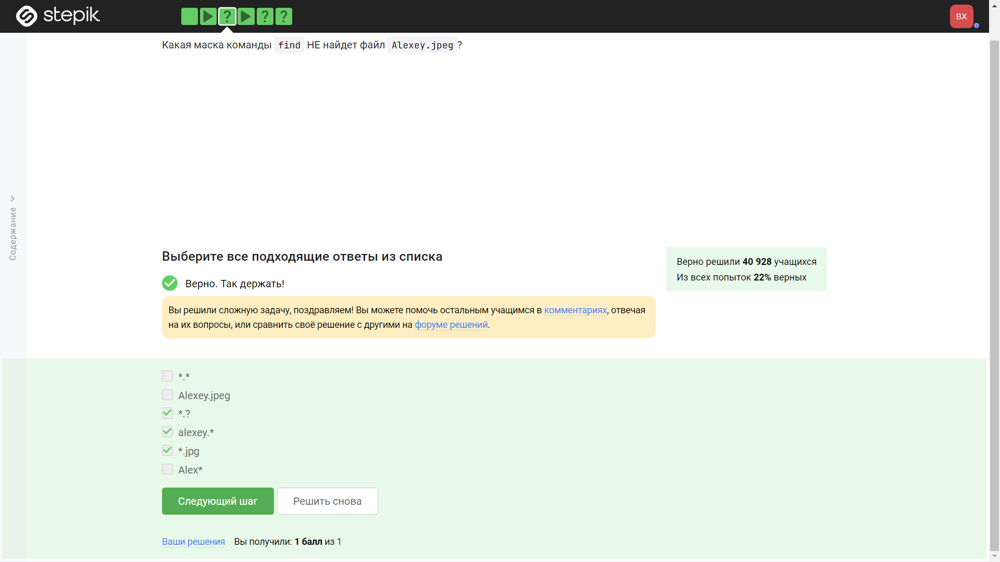 stepik
? ? ?
BX
Какая маска команды find НЕ найдет файл Alexey.jpeg?
Содержание
Выберите все подходящие ответы из списка
Верно решили 40 928 учащихся
Из всех попыток 22% верных
Верно. Так держать!
Вы решили сложную задачу, поздравляем! Вы можете помочь остальным учащимся в комментариях, отвечая
на их вопросы, или сравнить своё решение с другими на форуме решений.
*.*
Alexey.jpeg
*.?
alexey.*
*.jpg
Alex*
Следующий шаг
Решить снова
Ваши решения Вы получили: 1 балл из 1